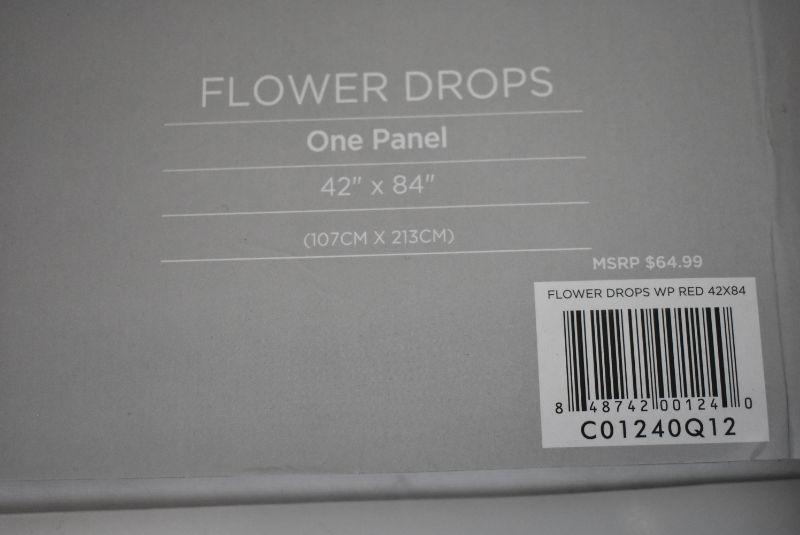 FLOWER DROPS
One Panel
42" x 84"
(107CM X 213CM)
MSRP $64.99
FLOWER DROPS WP RED 42X84
8 48742 00124 0
C01240Q12